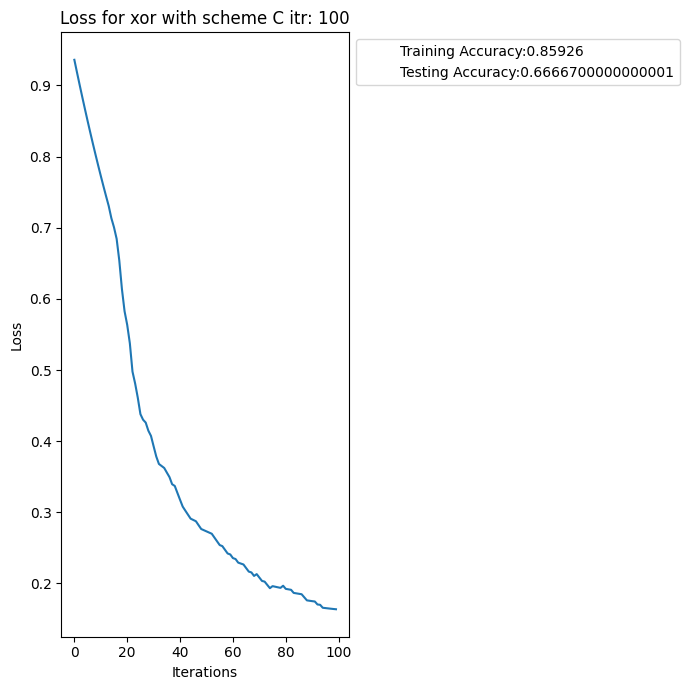 Loss for xor with scheme C itr: 100
Training Accuracy:0.85926
Testing Accuracy:0.6666700000000001
0.9
0.8
0.7
0.6
0.5
0.4
0.3
0.2
Loss
0 20 40 60 80 100
Iterations